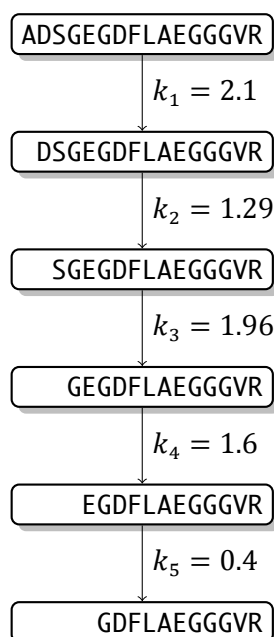 ADSGEGDFLAEGGGVR
k₁ = 2.1
DSGEGDFLAEGGGVR
k₂ = 1.29
SGEGDFLAEGGGVR
k₃ = 1.96
GEGDFLAEGGGVR
k₄ = 1.6
EGDFLAEGGGVR
k₅ = 0.4
GDFLAEGGGVR